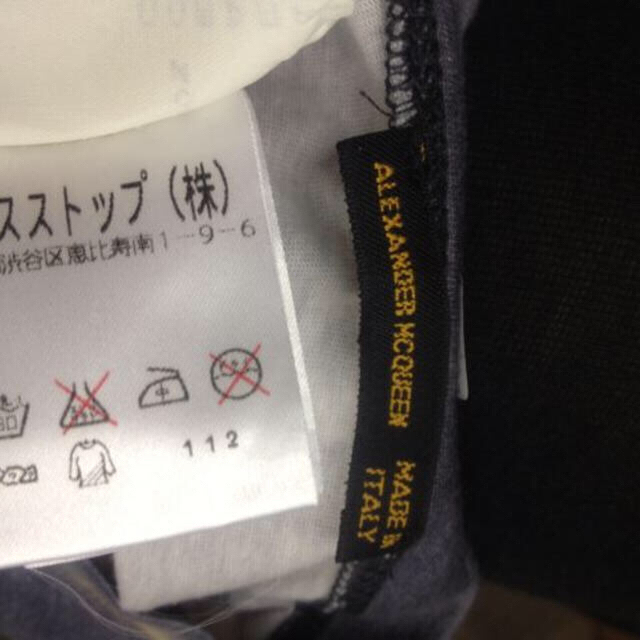 スストップ(株)
渋谷区恵比寿南1-9-6
112
ALEXANDER MCQUEEN MADE IN
ITALY